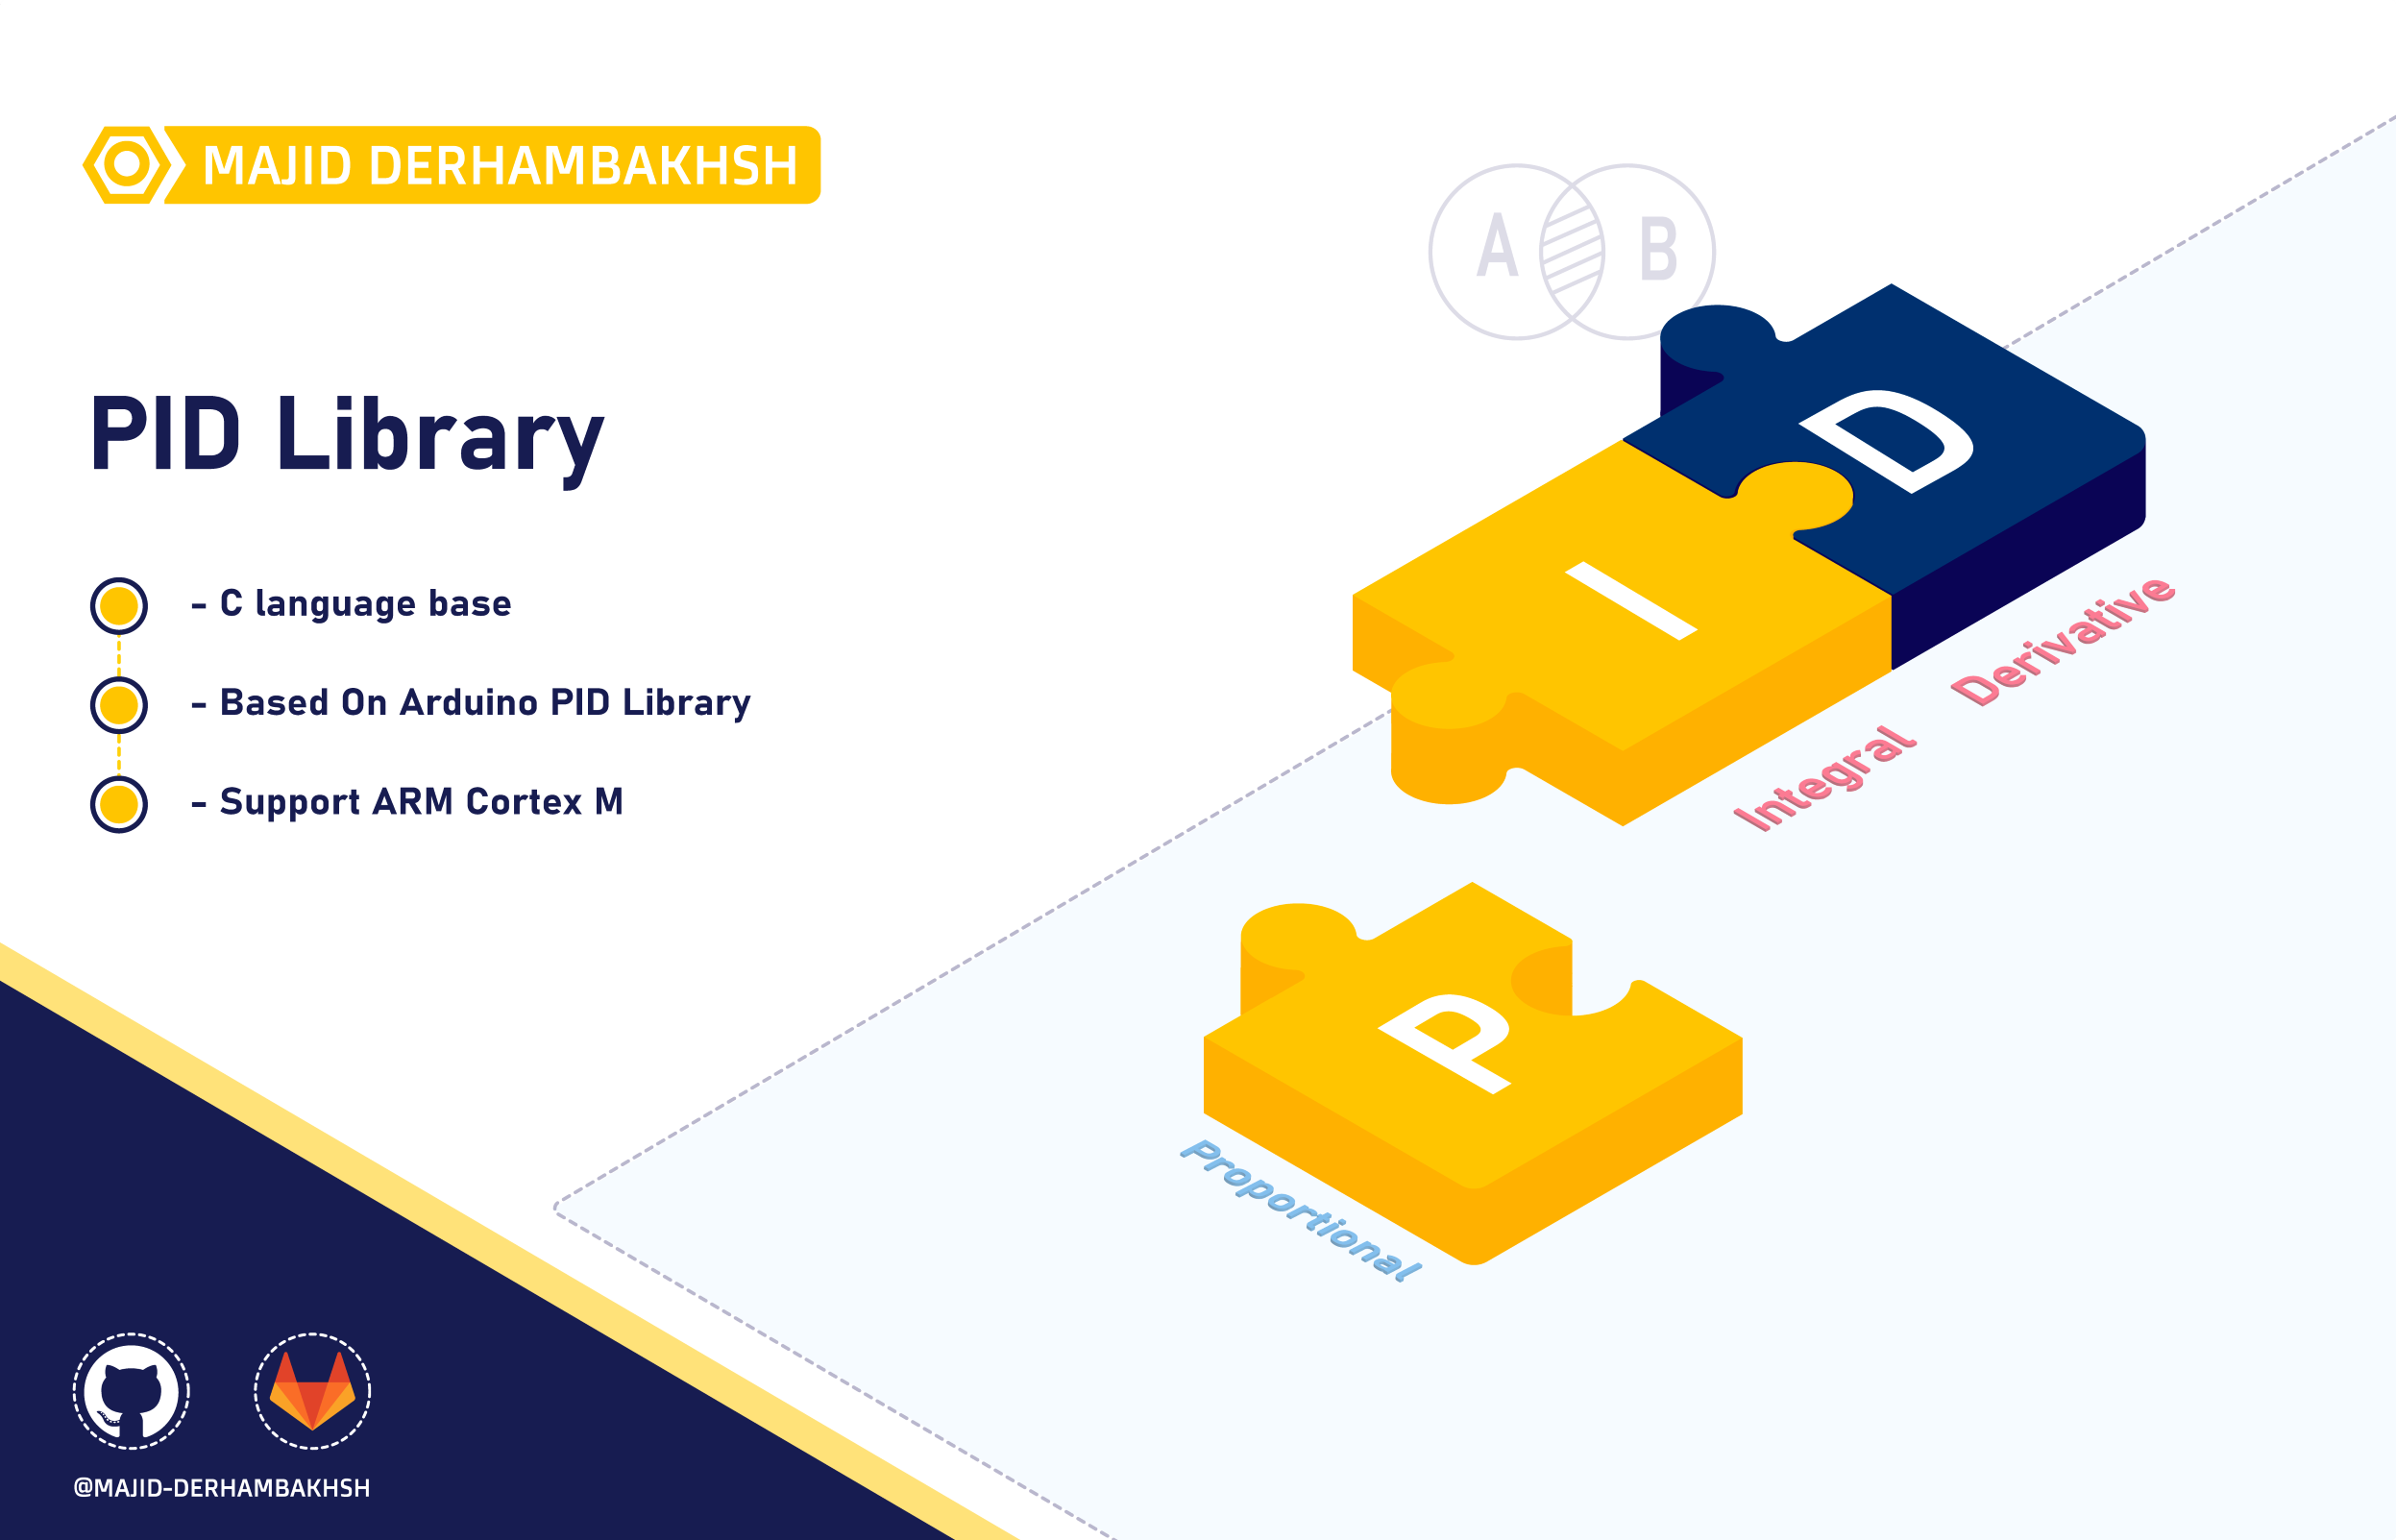 MAJID DERHAMBAKHSH
PID Library
- C language base
- Based On Arduino PID Library
- Support ARM Cortex M
A
B
D
I
Derivative
Integral
P
Proportional
@MAJID-DERHAMBAKHSH